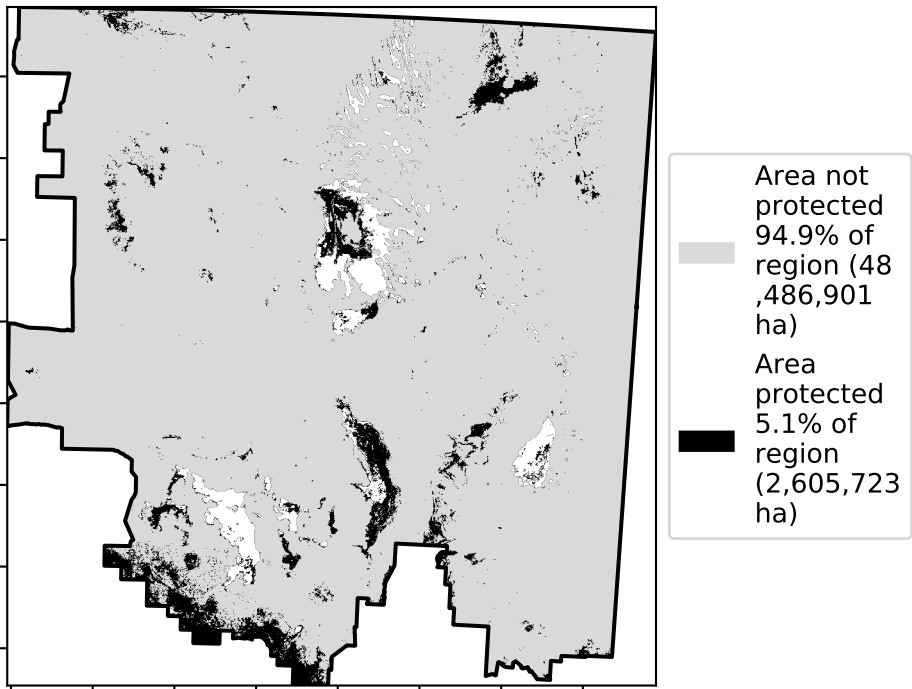 Area not
protected
94.9% of
region (48
,486,901
ha)
Area
protected
5.1% of
region
(2,605,723
ha)